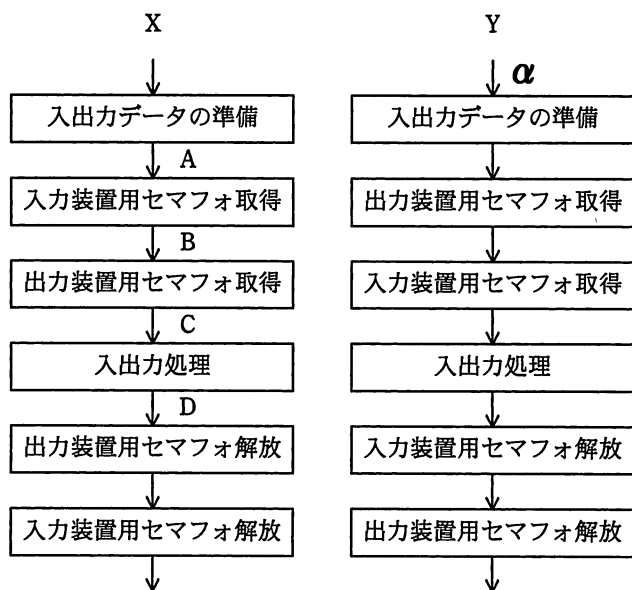 X
入出力データの準備
A
入力装置用セマフォ取得
B
出力装置用セマフォ取得
C
入出力処理
D
出力装置用セマフォ解放
入力装置用セマフォ解放
Y
α
入出力データの準備
出力装置用セマフォ取得
入力装置用セマフォ取得
入出力処理
入力装置用セマフォ解放
出力装置用セマフォ解放